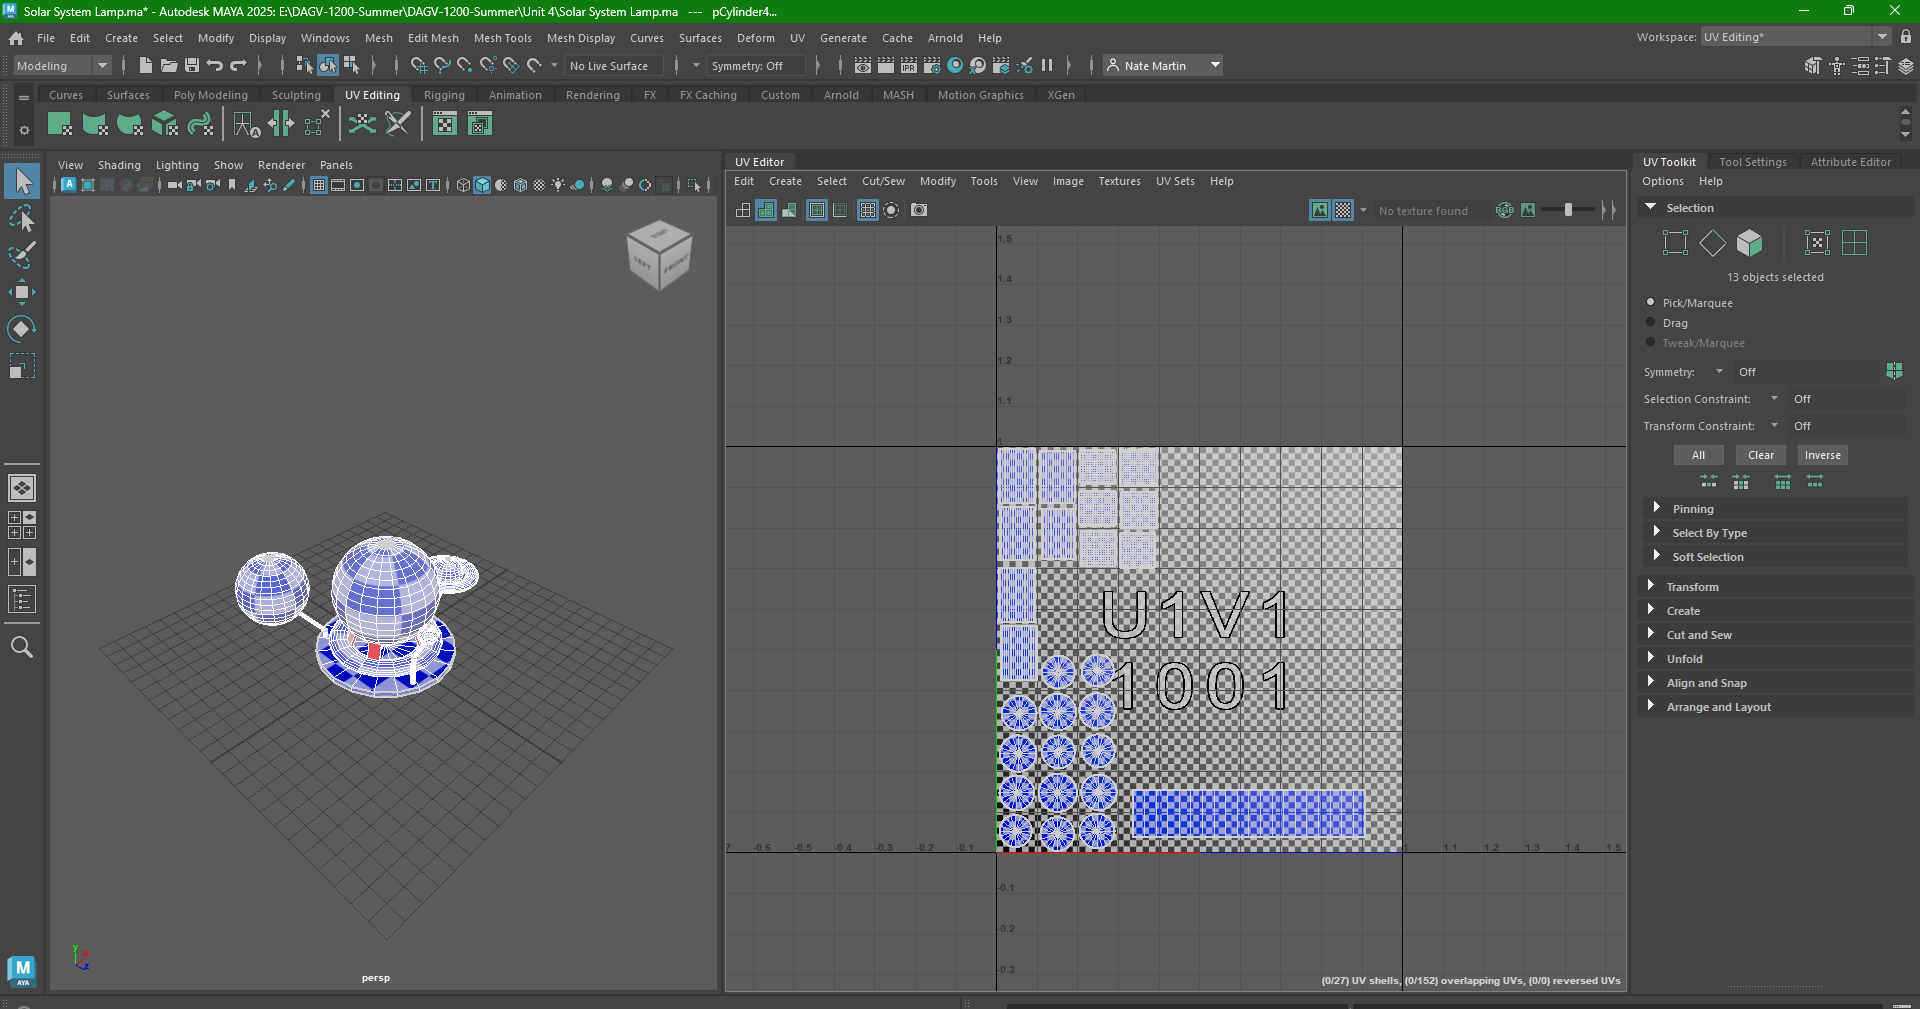 Solar System Lamp.ma* - Autodesk MAYA 2025: E:\DAGV-1200-Summer\DAGV-1200-Summer\Unit 4\Solar System Lamp.ma --- pCylinder4...
File Edit Create Select Modify Display Windows Mesh Edit Mesh Mesh Tools Mesh Display Curves Surfaces Deform UV Generate Cache Arnold Help
Workspace: UV Editing*
Modeling
No Live Surface
Symmetry: Off
IPR
Nate Martin
Curves Surfaces Poly Modeling Sculpting UV Editing Rigging Animation Rendering FX FX Caching Custom Arnold MASH Motion Graphics XGen
View Shading Lighting Show Renderer Panels
TOP
LEFT
FRONT
y
x
z
persp
M
AYA
UV Editor
Edit Create Select Cut/Sew Modify Tools View Image Textures UV Sets Help
No texture found
RGB
1.5
1.4
1.3
1.2
1.1
1
U1V1
1001
7 -0.6 -0.5 -0.4 -0.3 -0.2 -0.1 1 1.1 1.2 1.3 1.4 1.5
-0.1
-0.2
-0.3
(0/27) UV shells, (0/152) overlapping UVs, (0/0) reversed UVs
UV Toolkit Tool Settings Attribute Editor
Options Help
Selection
13 objects selected
Pick/Marquee
Drag
Tweak/Marquee
Symmetry: Off
Selection Constraint: Off
Transform Constraint: Off
All Clear Inverse
Pinning
Select By Type
Soft Selection
Transform
Create
Cut and Sew
Unfold
Align and Snap
Arrange and Layout